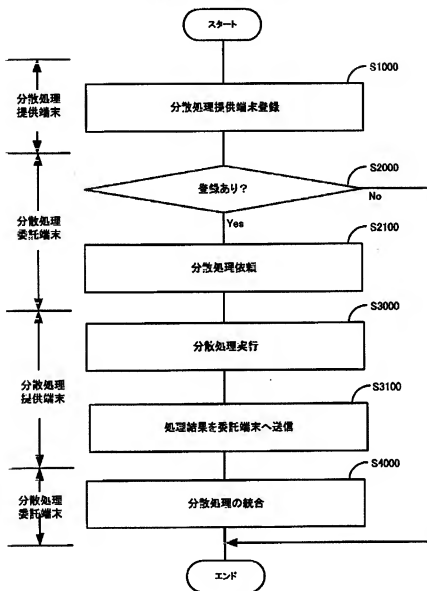 スタート
S1000
分散処理
提供端末
分散処理提供端末登録
S2000
登録あり?
No
Yes
分散処理
委託端末
S2100
分散処理依頼
S3000
分散処理実行
分散処理
提供端末
S3100
処理結果を委託端末へ送信
S4000
分散処理
委託端末
分散処理の統合
エンド